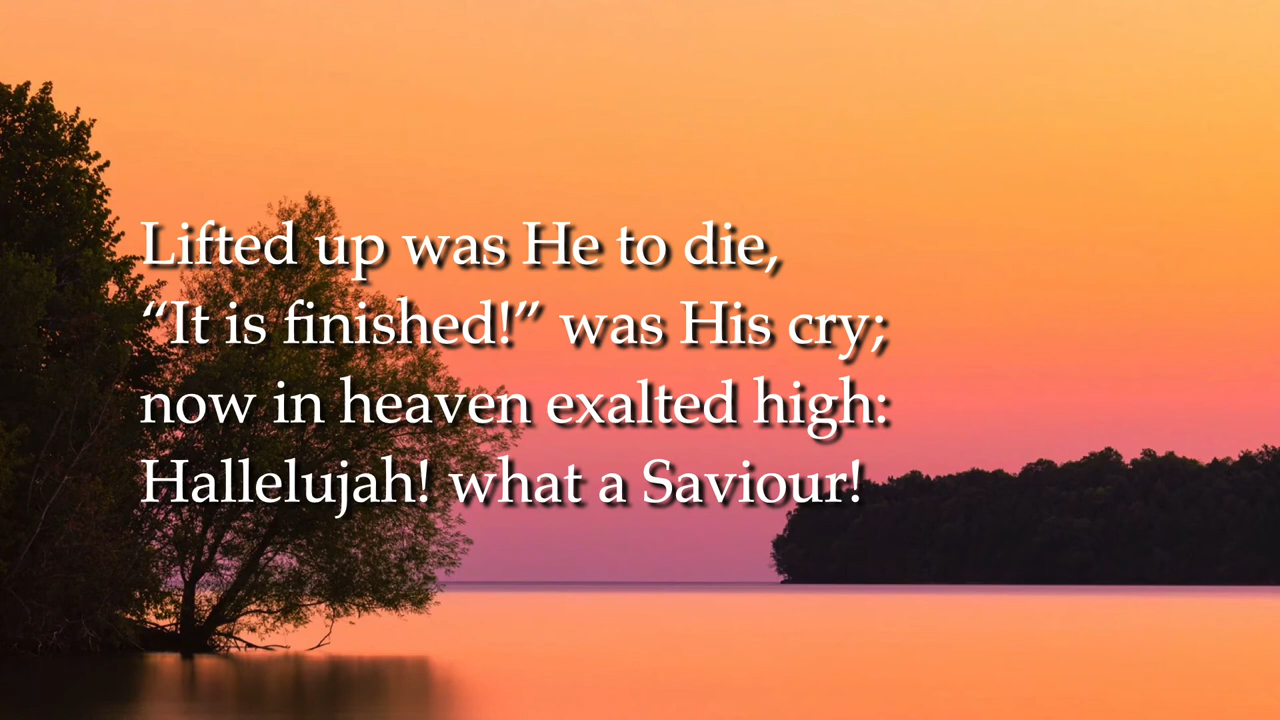 Lifted up was He to die,
“It is finished!” was His cry;
now in heaven exalted high:
Hallelujah! what a Saviour!